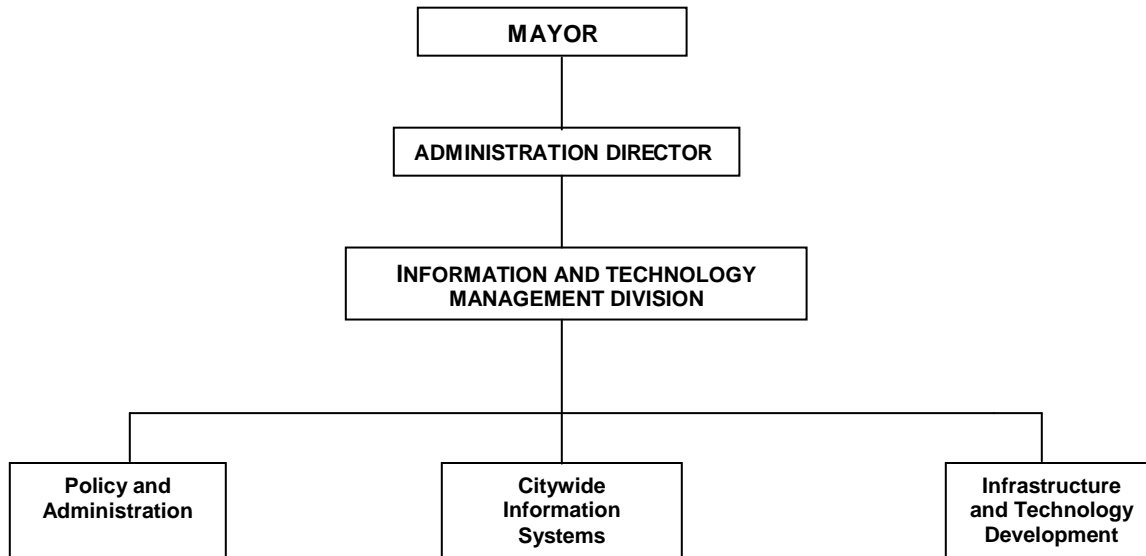 MAYOR
ADMINISTRATION DIRECTOR
INFORMATION AND TECHNOLOGY
MANAGEMENT DIVISION
Policy and
Administration
Citywide
Information
Systems
Infrastructure
and Technology
Development